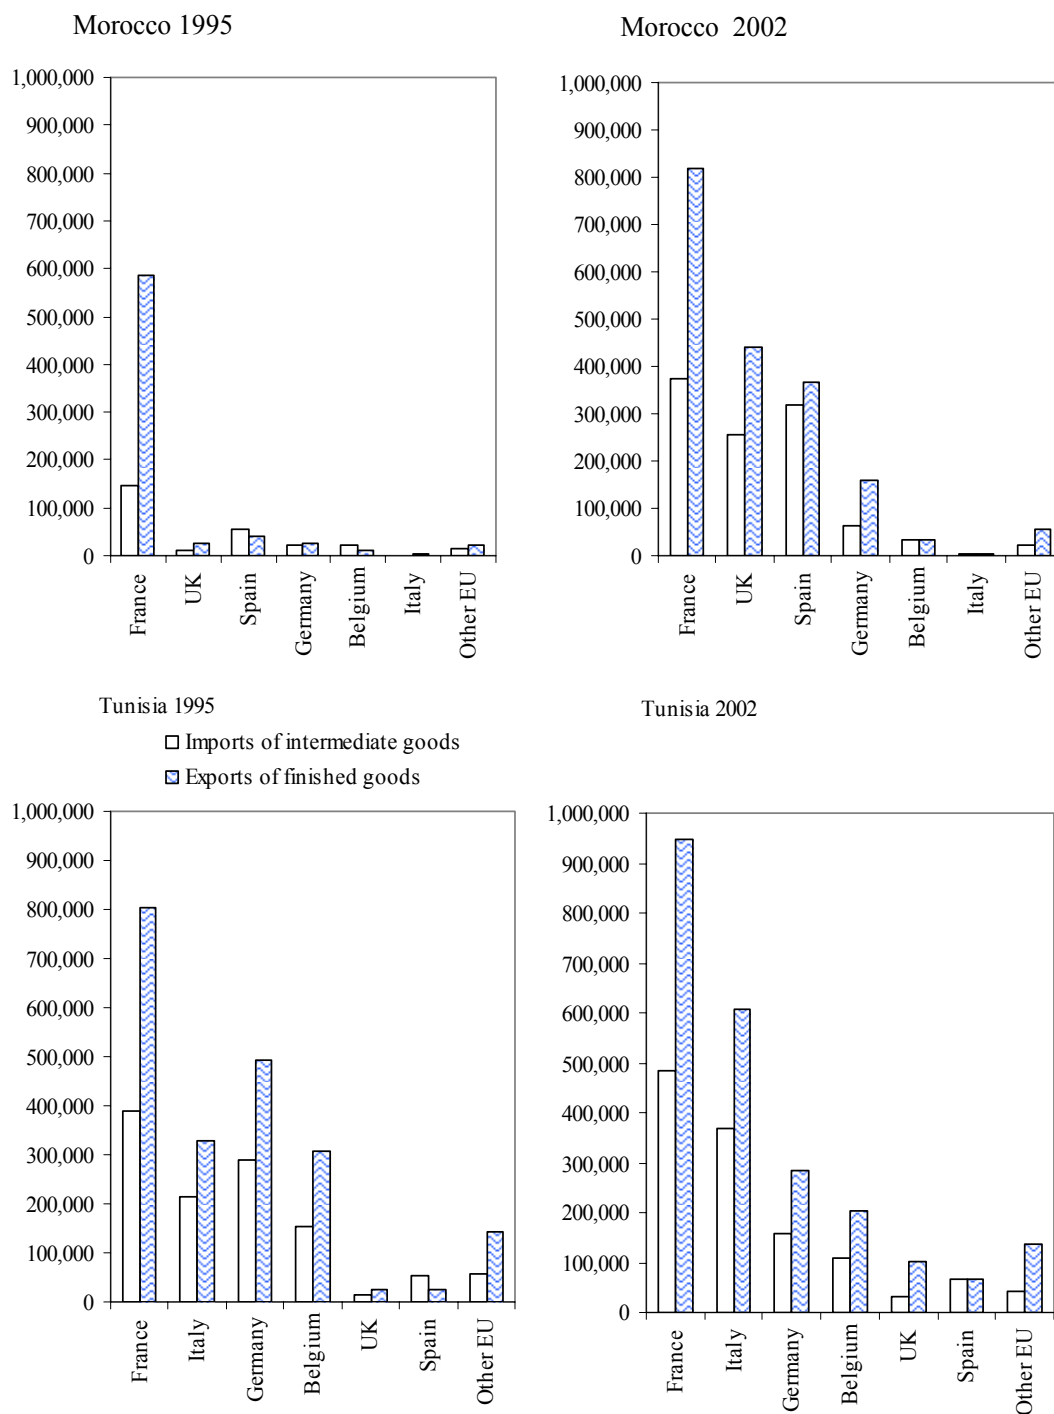 Morocco 1995
1,000,000
900,000
800,000
700,000
600,000
500,000
400,000
300,000
200,000
100,000
0
France
UK
Spain
Germany
Belgium
Italy
Other EU
Morocco 2002
1,000,000
900,000
800,000
700,000
600,000
500,000
400,000
300,000
200,000
100,000
0
France
UK
Spain
Germany
Belgium
Italy
Other EU
Tunisia 1995
Imports of intermediate goods
Exports of finished goods
1,000,000
900,000
800,000
700,000
600,000
500,000
400,000
300,000
200,000
100,000
0
France
Italy
Germany
Belgium
UK
Spain
Other EU
Tunisia 2002
1,000,000
900,000
800,000
700,000
600,000
500,000
400,000
300,000
200,000
100,000
0
France
Italy
Germany
Belgium
UK
Spain
Other EU